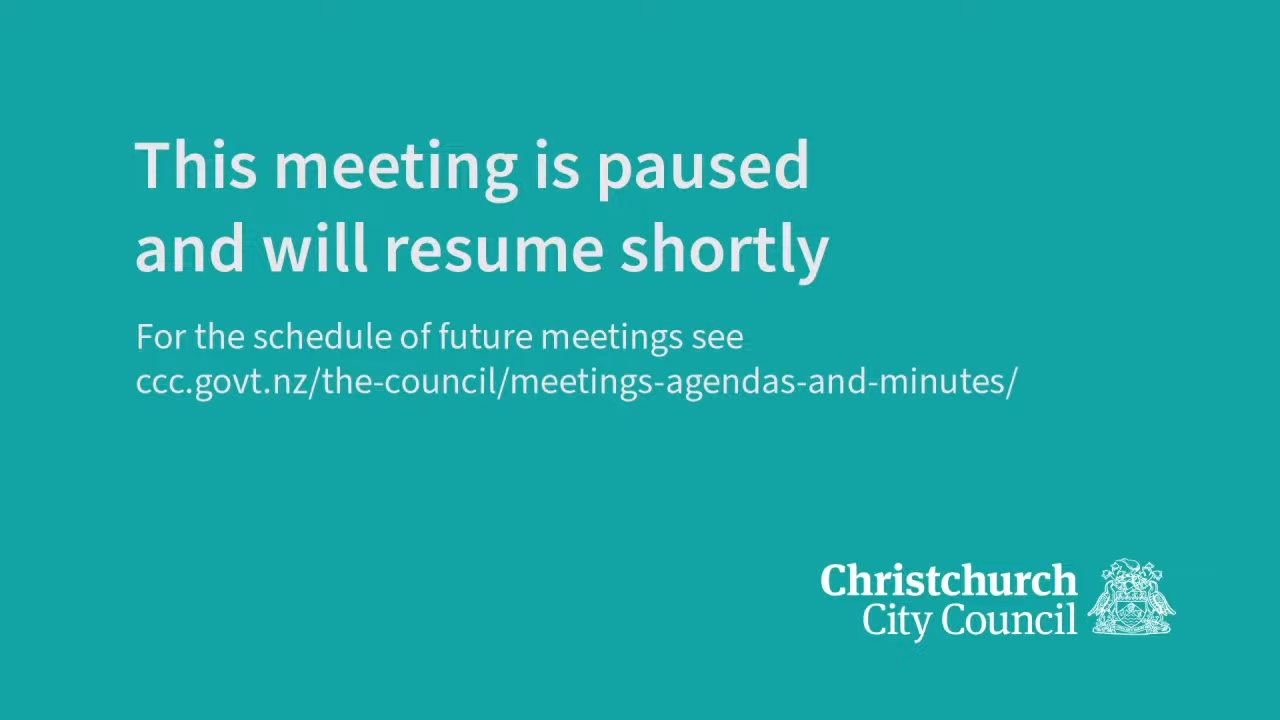 This meeting is paused
and will resume shortly
For the schedule of future meetings see
ccc.govt.nz/the-council/meetings-agendas-and-minutes/
Christchurch
City Council